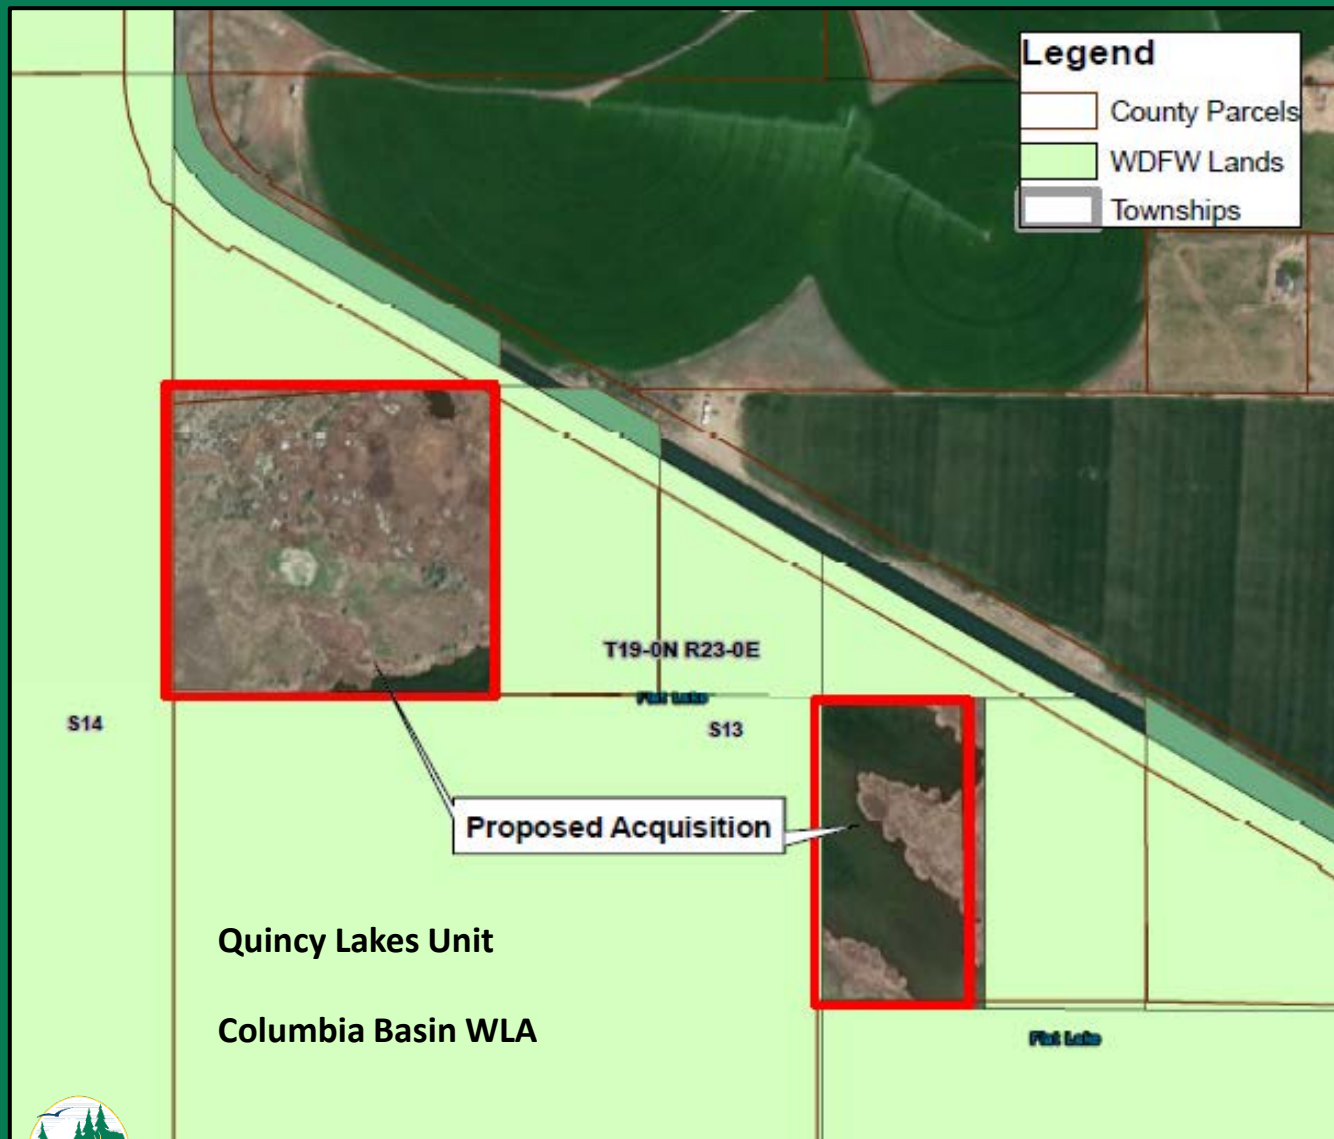 Legend
County Parcels
WDFW Lands
Townships
T19-0N R23-0E
Flat Lake
S14
S13
Proposed Acquisition
Quincy Lakes Unit
Columbia Basin WLA
Flat Lake